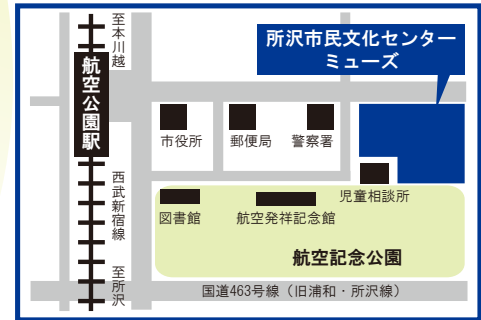 至本川越
所沢市民文化センター
ミューズ
航空公園駅
市役所
郵便局
警察署
西武新宿線
児童相談所
図書館
航空発祥記念館
航空記念公園
至所沢
国道463号線（旧浦和・所沢線）